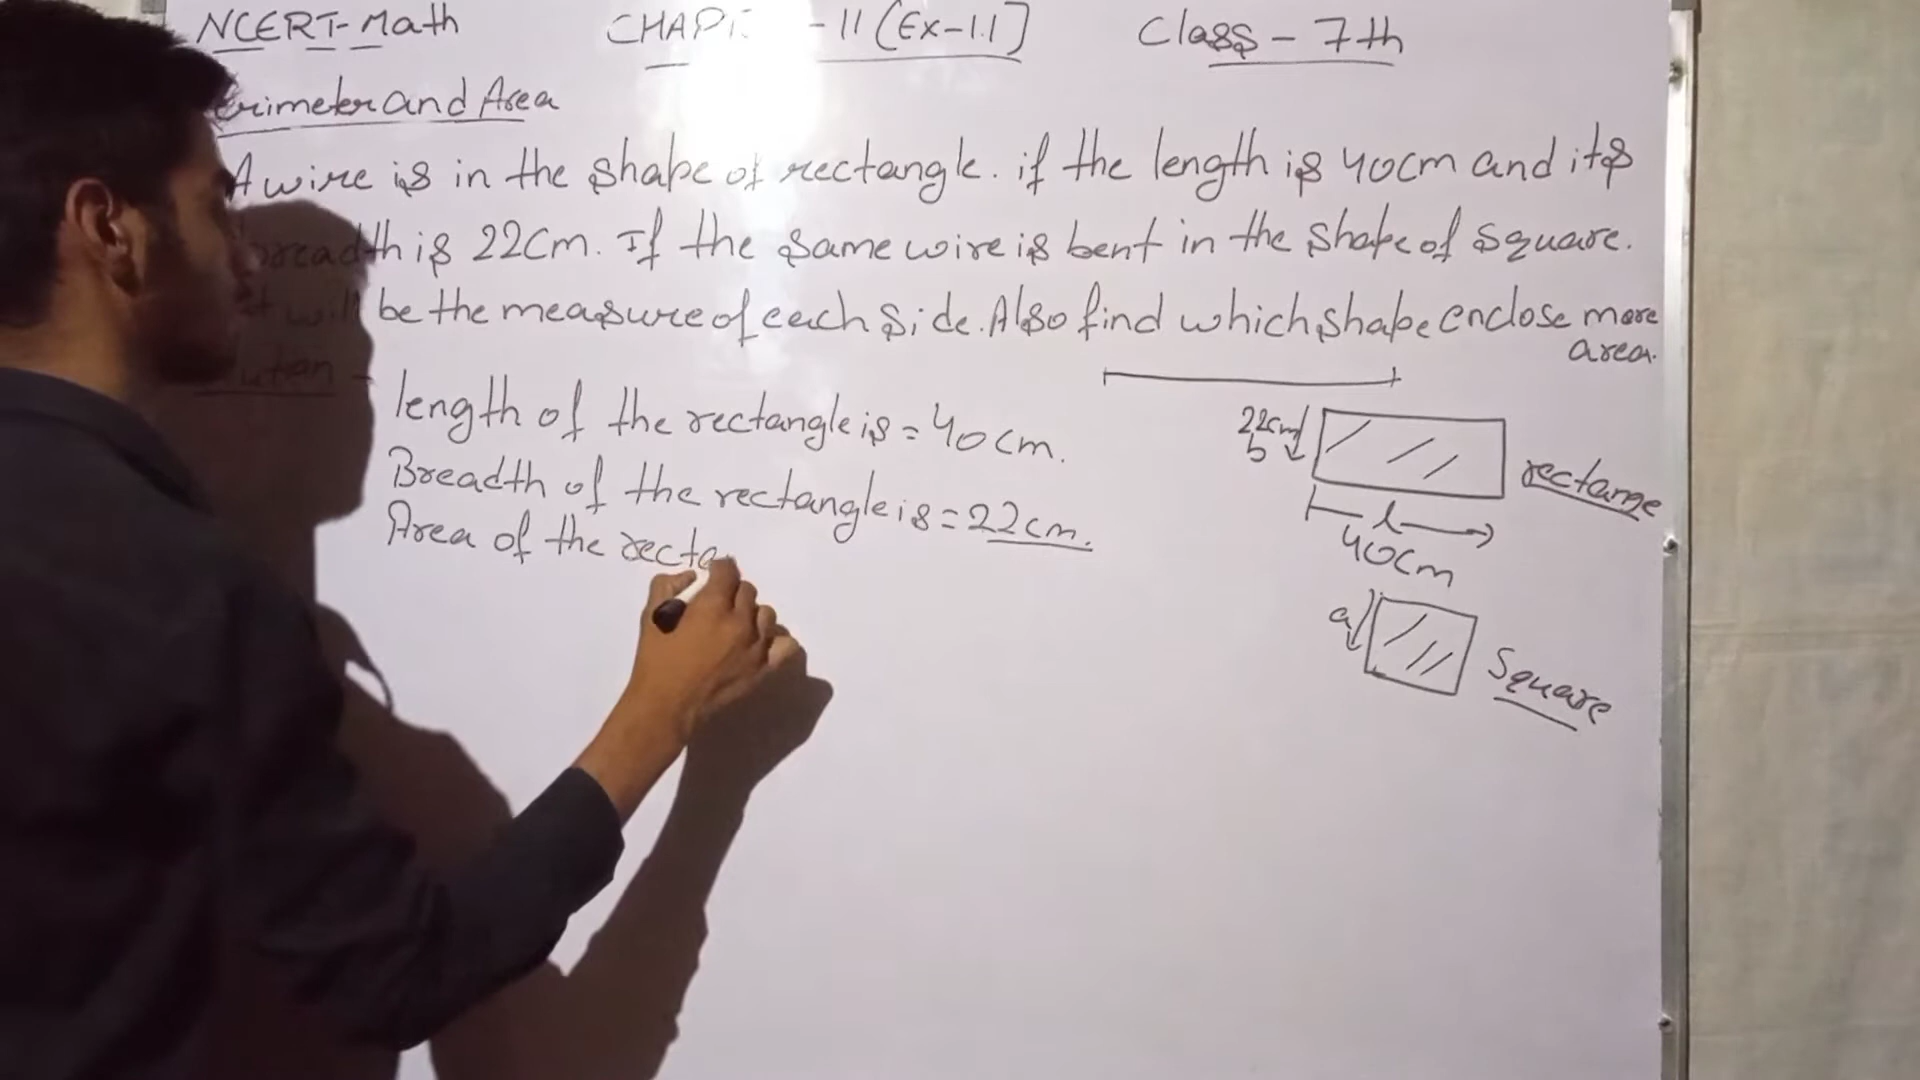 NCERT-Math CHAP - 11 (Ex-1.1) Class - 7th
erimeter and Area
A wire is in the shape of rectangle. if the length is 40cm and its
breadth is 22cm. If the same wire is bent in the shape of square.
will be the measure of each side. Also find which shape enclose more
area.
length of the rectangle is = 40cm.
Breadth of the rectangle is = 22cm.
Area of the recta
22cm
b
rectange
l
40cm
a
Square